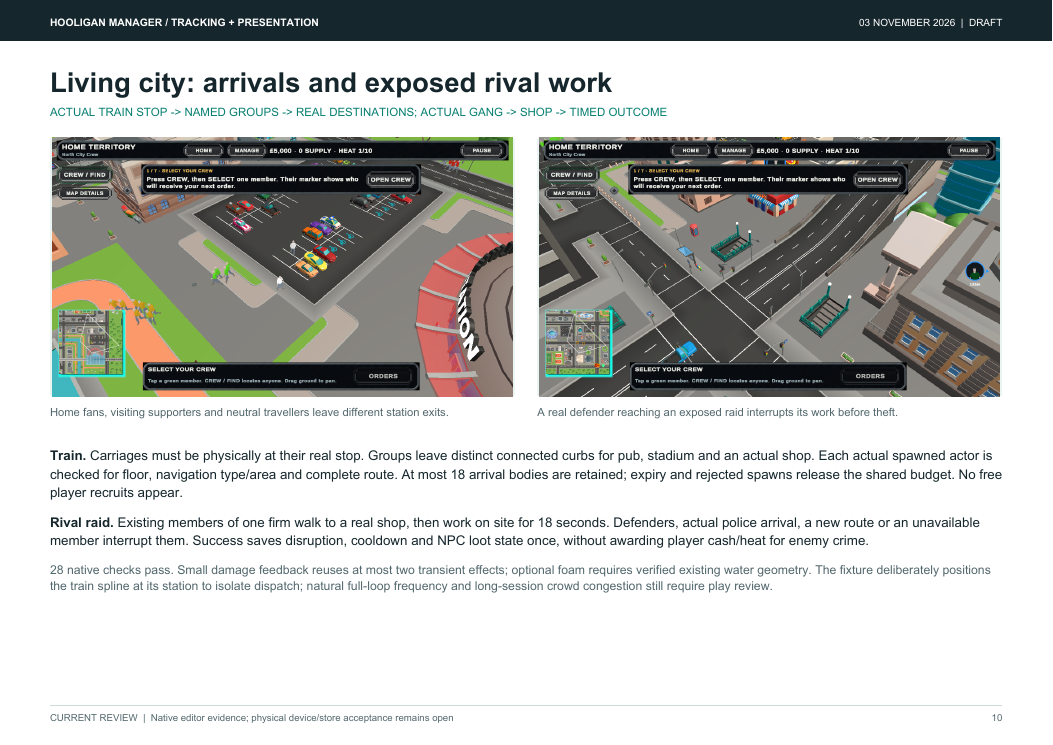 HOOLIGAN MANAGER / TRACKING + PRESENTATION
03 NOVEMBER 2026 | DRAFT
Living city: arrivals and exposed rival work
ACTUAL TRAIN STOP -> NAMED GROUPS -> REAL DESTINATIONS; ACTUAL GANG -> SHOP -> TIMED OUTCOME
HOME TERRITORY
North City Crew
HOME
MANAGE
£5,000 · 0 SUPPLY · HEAT 1/10
PAUSE
CREW / FIND
MAP DETAILS
1 / 7 · SELECT YOUR CREW
Press CREW, then SELECT one member. Their marker shows who
will receive your next order.
OPEN CREW
SELECT YOUR CREW
Tap a green member. CREW / FIND locates anyone. Drag ground to pan.
ORDERS
HOME TERRITORY
North City Crew
HOME
MANAGE
£5,000 · 0 SUPPLY · HEAT 1/10
PAUSE
CREW / FIND
MAP DETAILS
1 / 7 · SELECT YOUR CREW
Press CREW, then SELECT one member. Their marker shows who
will receive your next order.
OPEN CREW
SELECT YOUR CREW
Tap a green member. CREW / FIND locates anyone. Drag ground to pan.
ORDERS
Home fans, visiting supporters and neutral travellers leave different station exits.
A real defender reaching an exposed raid interrupts its work before theft.
Train. Carriages must be physically at their real stop. Groups leave distinct connected curbs for pub, stadium and an actual shop. Each actual spawned actor is
checked for floor, navigation type/area and complete route. At most 18 arrival bodies are retained; expiry and rejected spawns release the shared budget. No free
player recruits appear.
Rival raid. Existing members of one firm walk to a real shop, then work on site for 18 seconds. Defenders, actual police arrival, a new route or an unavailable
member interrupt them. Success saves disruption, cooldown and NPC loot state once, without awarding player cash/heat for enemy crime.
28 native checks pass. Small damage feedback reuses at most two transient effects; optional foam requires verified existing water geometry. The fixture deliberately positions
the train spline at its station to isolate dispatch; natural full-loop frequency and long-session crowd congestion still require play review.
CURRENT REVIEW | Native editor evidence; physical device/store acceptance remains open
10